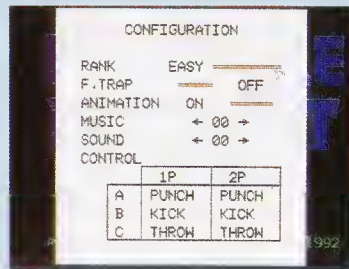 CONFIGURATION
RANK EASY
F.TRAP OFF
ANIMATION ON
MUSIC ← 00 →
SOUND ← 00 →
CONTROL
1P 2P
A PUNCH PUNCH
B KICK KICK
C THROW THROW
1992